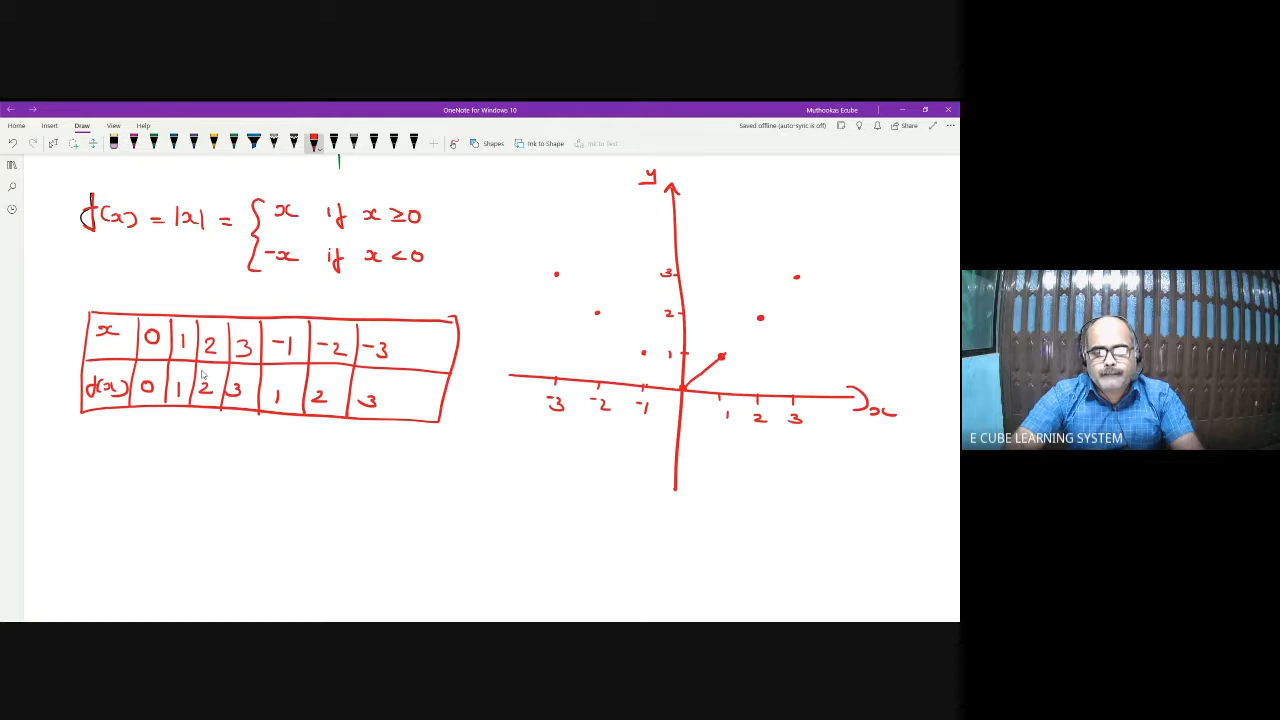 OneNote for Windows 10
Muthookas Ecube
Home Insert Draw View Help
Saved offline (auto-sync is off)
Share
Shapes
Ink to Shape
Ink to Text
f(x) = |x| = { x if x ≥ 0
-x if x < 0
x 0 1 2 3 -1 -2 -3
f(x) 0 1 2 3 1 2 3
y
3
2
1
-3 -2 -1 1 2 3 x
E CUBE LEARNING SYSTEM